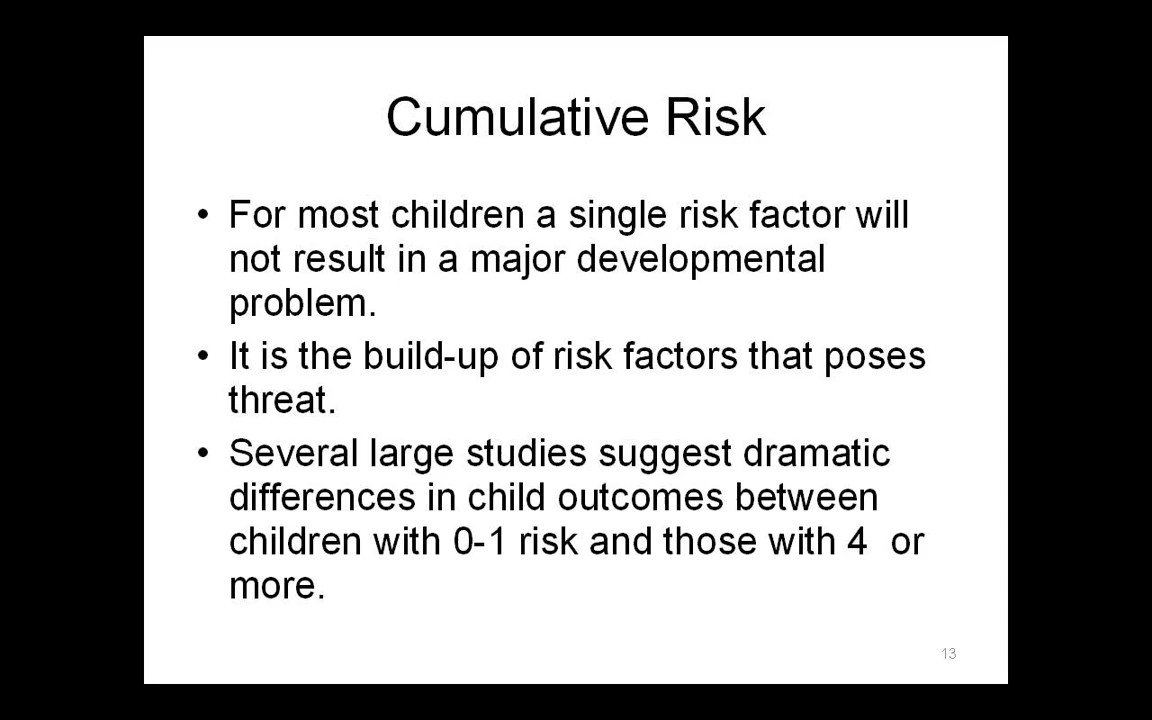 Cumulative Risk
• For most children a single risk factor will
not result in a major developmental
problem.
• It is the build-up of risk factors that poses
threat.
• Several large studies suggest dramatic
differences in child outcomes between
children with 0-1 risk and those with 4  or
more.
13